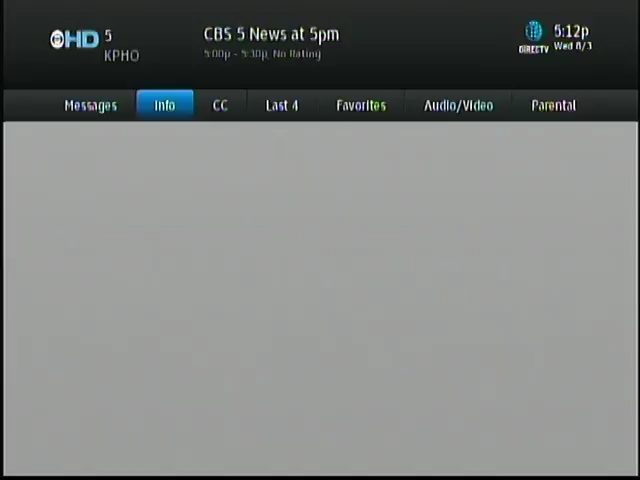 HD 5
KPHO
CBS 5 News at 5pm
5:00p - 5:30p, No Rating
DIRECTV
5:12p
Wed 8/3
Messages Info CC Last 4 Favorites Audio/Video Parental